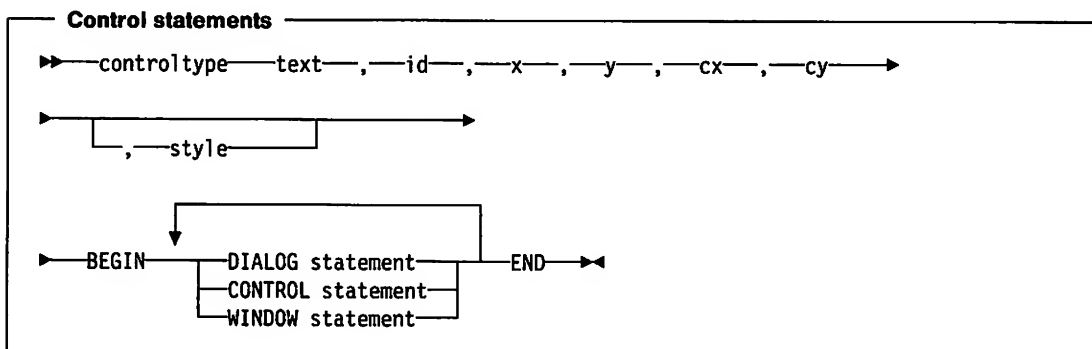 Control statements
controltype text , id , x , y , cx , cy
, style
BEGIN DIALOG statement END
CONTROL statement
WINDOW statement